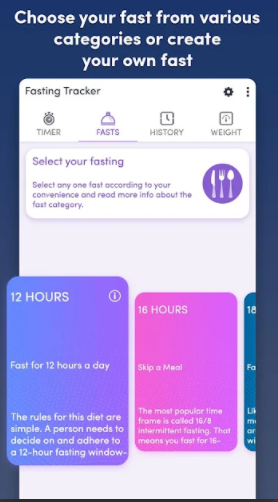 Choose your fast from various
categories or create
your own fast
Fasting Tracker
TIMER
FASTS
HISTORY
WEIGHT
Select your fasting
Select any one fast according to your
convenience and read more info about the
fast category.
12 HOURS
Fast for 12 hours a day
The rules for this diet are
simple. A person needs to
decide on and adhere to
a 12-hour fasting window-
16 HOURS
Skip a Meal
The most popular time
frame is called 16/8
intermittent fasting. That
means you fast for 16-
18
Fa
Lik